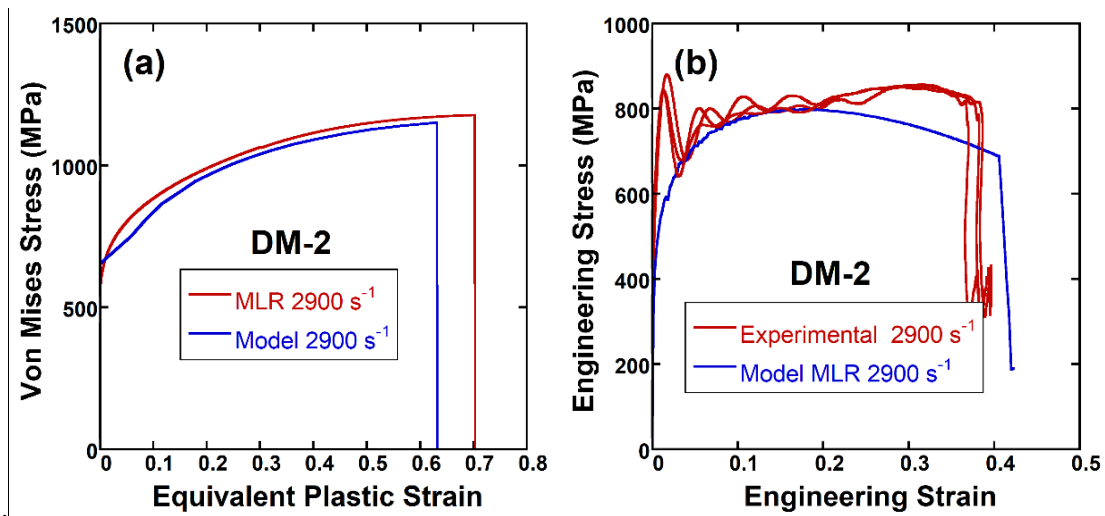 (a)
Von Mises Stress (MPa)
1500
1000
500
0
DM-2
MLR 2900 s⁻¹
Model 2900 s⁻¹
0 0.1 0.2 0.3 0.4 0.5 0.6 0.7 0.8
Equivalent Plastic Strain
(b)
Engineering Stress (MPa)
1000
800
600
400
200
0
DM-2
Experimental 2900 s⁻¹
Model MLR 2900 s⁻¹
0 0.1 0.2 0.3 0.4 0.5
Engineering Strain